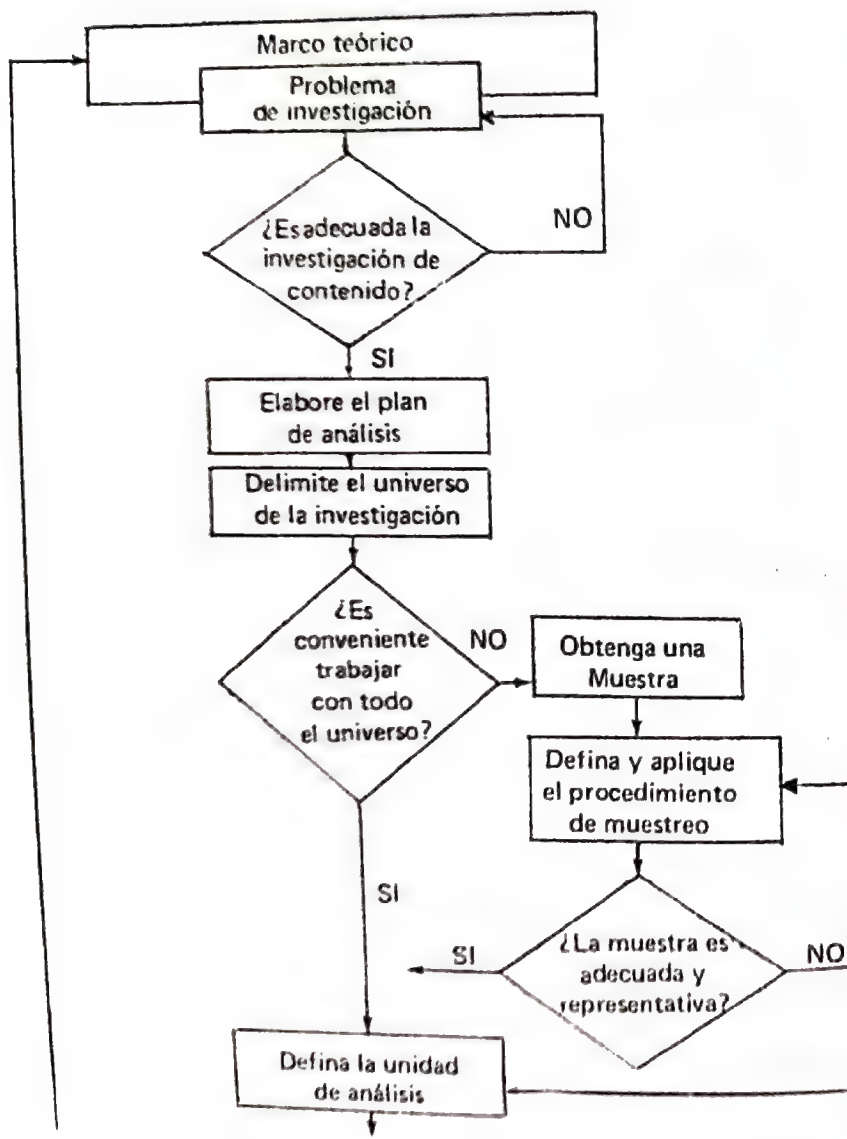 Marco teórico
Problema
de investigación
¿Es adecuada la
investigación de
contenido?
NO
SI
Elabore el plan
de análisis
Delimite el universo
de la investigación
¿Es
conveniente
trabajar
con todo
el universo?
NO
Obtenga una
Muestra
Defina y aplique
el procedimiento
de muestreo
SI
SI
¿La muestra es
adecuada y
representativa?
NO
Defina la unidad
de análisis